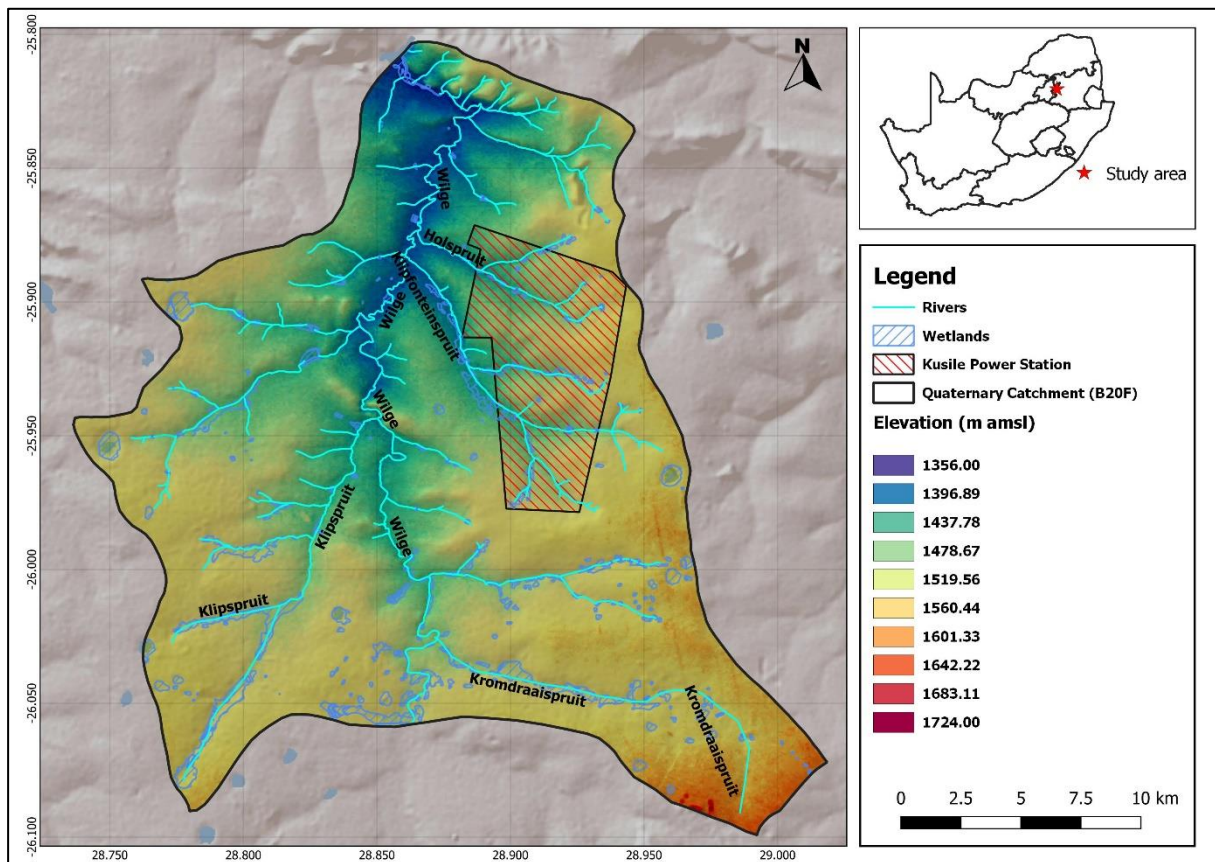 -25.800
-25.850
-25.900
-25.950
-26.000
-26.050
-26.100
28.750
28.800
28.850
28.900
28.950
29.000
N
Wilge
Holspruit
Klipfonteinspruit
Wilge
Wilge
Klipspruit
Wilge
Klipspruit
Kromdraaispruit
Kromdraaispruit
Study area
Legend
Rivers
Wetlands
Kusile Power Station
Quaternary Catchment (B20F)
Elevation (m amsl)
1356.00
1396.89
1437.78
1478.67
1519.56
1560.44
1601.33
1642.22
1683.11
1724.00
0 2.5 5 7.5 10 km